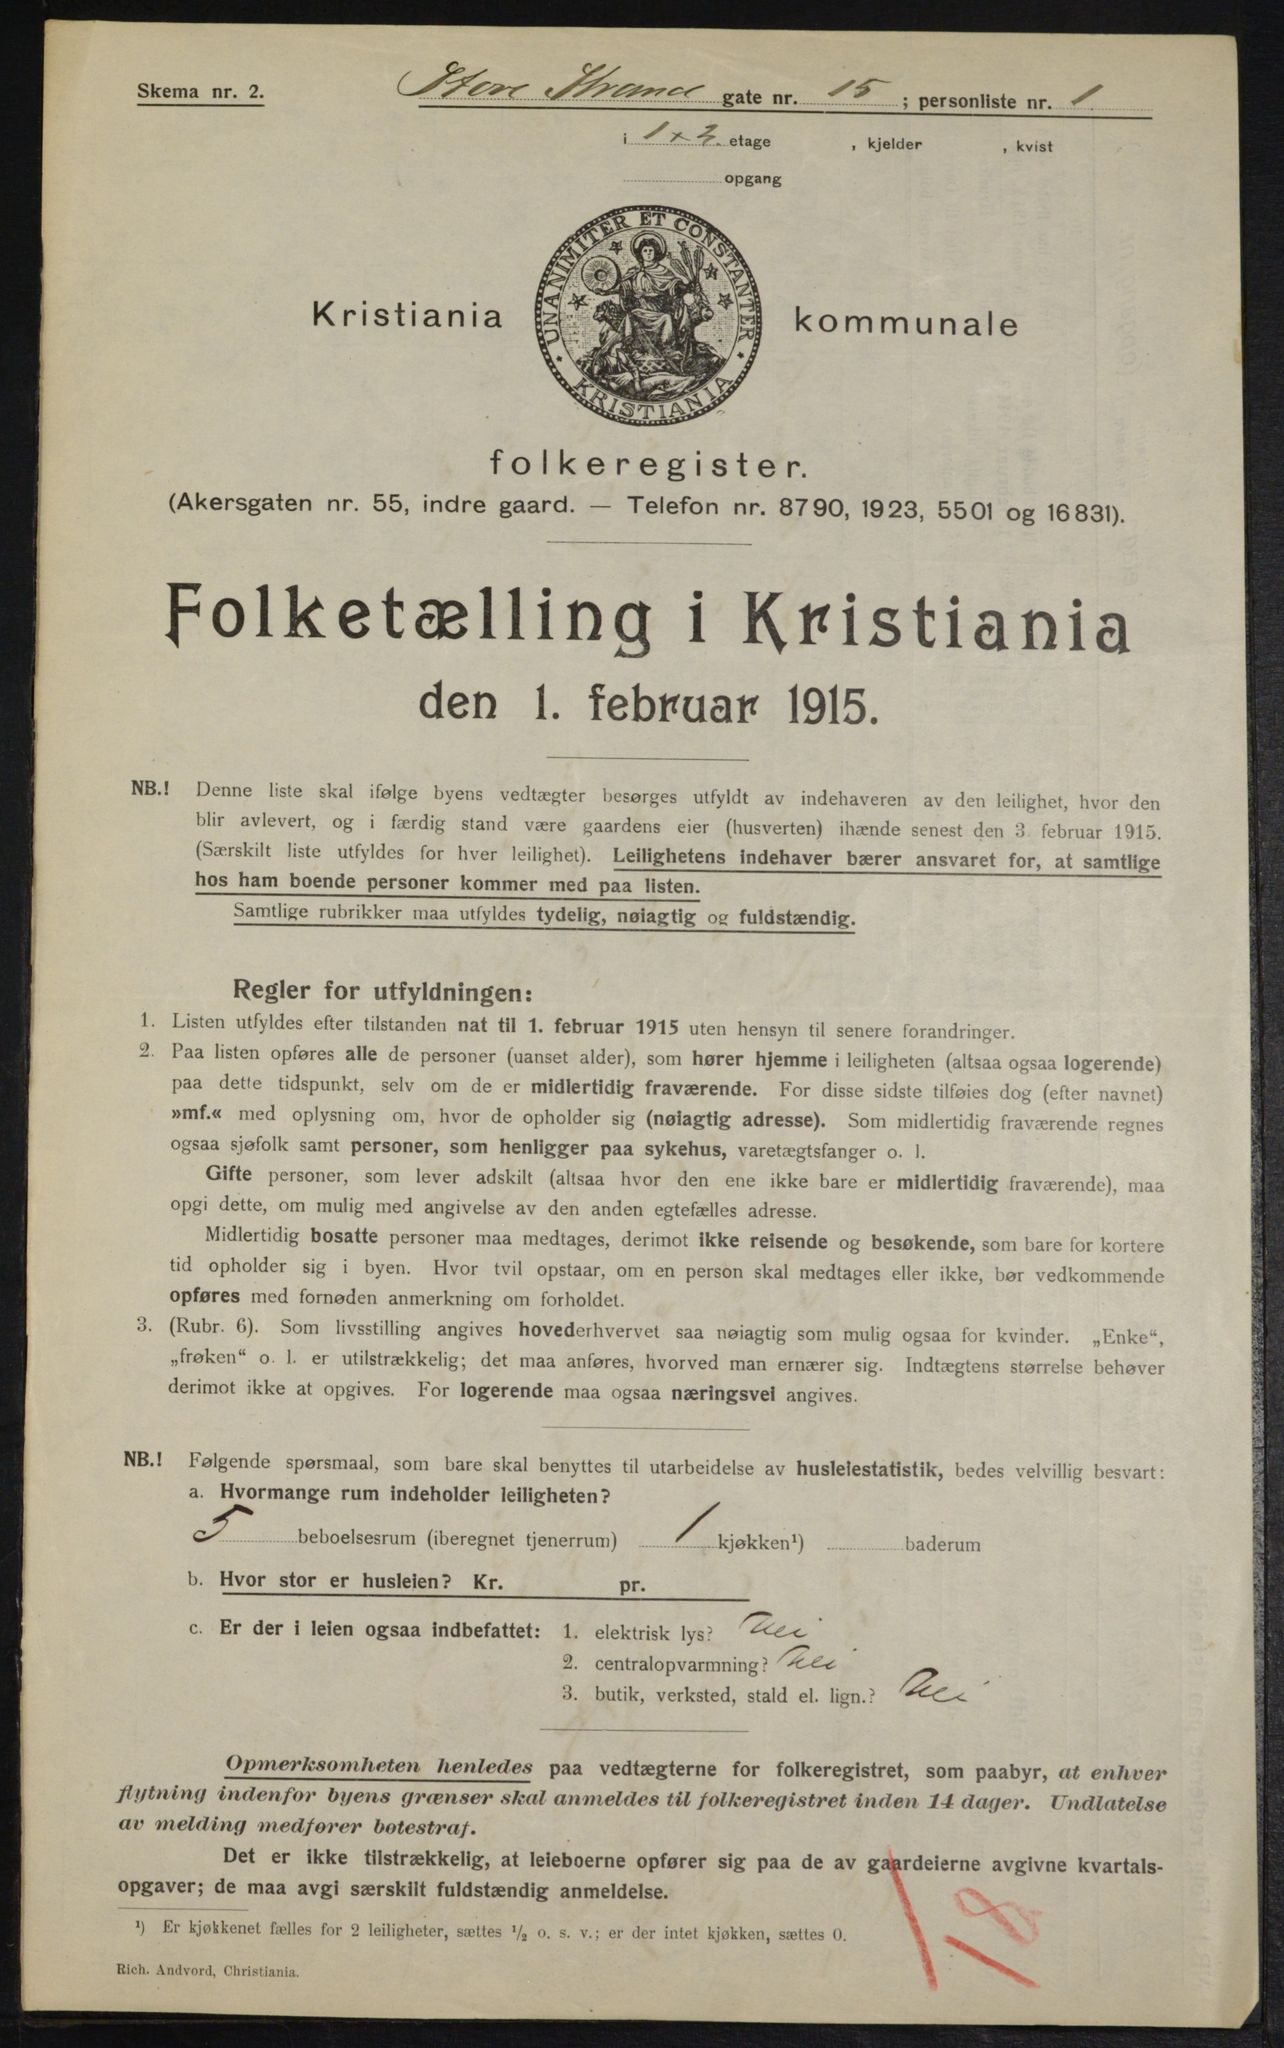 Skema nr. 2.
Store Strand gate nr. 15; personliste nr. 1
i 1 + 2. etage , kjelder , kvist
opgang
UNANIMITER ET CONSTANTER
KRISTIANIA
Kristiania kommunale
folkeregister.
(Akersgaten nr. 55, indre gaard. — Telefon nr. 8790, 1923, 5501 og 16831).
Folketælling i Kristiania
den 1. februar 1915.
NB.! Denne liste skal ifølge byens vedtægter besørges utfyldt av indehaveren av den leilighet, hvor den
blir avlevert, og i færdig stand være gaardens eier (husverten) ihænde senest den 3. februar 1915.
(Særskilt liste utfyldes for hver leilighet). Leilighetens indehaver bærer ansvaret for, at samtlige
hos ham boende personer kommer med paa listen.
Samtlige rubrikker maa utfyldes tydelig, nøiagtig og fuldstændig.
Regler for utfyldningen:
1. Listen utfyldes efter tilstanden nat til 1. februar 1915 uten hensyn til senere forandringer.
2. Paa listen opføres alle de personer (uanset alder), som hører hjemme i leiligheten (altsaa ogsaa logerende)
paa dette tidspunkt, selv om de er midlertidig fraværende. For disse sidste tilføies dog (efter navnet)
»mf.« med oplysning om, hvor de opholder sig (nøiagtig adresse). Som midlertidig fraværende regnes
ogsaa sjøfolk samt personer, som henligger paa sykehus, varetægtsfanger o. l.
Gifte personer, som lever adskilt (altsaa hvor den ene ikke bare er midlertidig fraværende), maa
opgi dette, om mulig med angivelse av den anden egtefælles adresse.
Midlertidig bosatte personer maa medtages, derimot ikke reisende og besøkende, som bare for kortere
tid opholder sig i byen. Hvor tvil opstaar, om en person skal medtages eller ikke, bør vedkommende
opføres med fornøden anmerkning om forholdet.
3. (Rubr. 6). Som livsstilling angives hovederhvervet saa nøiagtig som mulig ogsaa for kvinder. „Enke“,
„frøken“ o. l. er utilstrækkelig; det maa anføres, hvorved man ernærer sig. Indtægtens størrelse behøver
derimot ikke at opgives. For logerende maa ogsaa næringsvei angives.
NB.! Følgende spørsmaal, som bare skal benyttes til utarbeidelse av husleiestatistik, bedes velvillig besvart:
a. Hvormange rum indeholder leiligheten?
5 beboelsesrum (iberegnet tjenerrum) 1 kjøkken¹) baderum
b. Hvor stor er husleien? Kr. pr.
c. Er der i leien ogsaa indbefattet: 1. elektrisk lys? Nei
2. centralopvarmning? Nei
3. butik, verksted, stald el. lign.? Nei
Opmerksomheten henledes paa vedtægterne for folkeregistret, som paabyr, at enhver
flytning indenfor byens grænser skal anmeldes til folkeregistret inden 14 dager. Undlatelse
av melding medfører bøtestraf.
Det er ikke tilstrækkelig, at leieboerne opfører sig paa de av gaardeierne avgivne kvartals-
opgaver; de maa avgi særskilt fuldstændig anmeldelse.
¹) Er kjøkkenet fælles for 2 leiligheter, sættes ½ o. s. v.; er der intet kjøkken, sættes 0.
18
Rich. Andvord, Christiania.